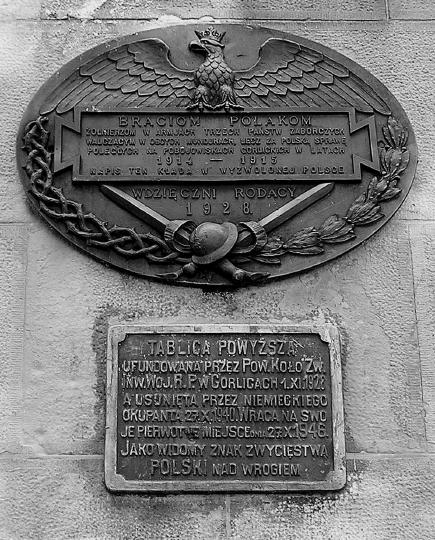 BRACIOM POLAKOM
ŻOŁNIERZOM W ARMJACH TRZECH PAŃSTW ZABORCZYCH
WALCZĄCYM W OBCYCH MUNDURACH, LECZ ZA POLSKĄ SPRAWĘ
POLEGŁYCH NA POBOJOWISKACH GORLICKICH W LATACH
1914 — 1915
NAPIS TEN KŁADĄ W WYZWOLONEJ POLSCE
WDZIĘCZNI RODACY
1928.
TABLICA POWYŻSZA
UFUNDOWANA PRZEZ POW. KOŁO ZW.
INW. WOJ. R.P. W GORLICACH 1.XI.1928
A USUNIĘTA PRZEZ NIEMIECKIEGO
OKUPANTA 27.X.1940. WRACA NA SWO
JE PIERWOTNE MIEJSCE DNIA 27.X.1946.
JAKO WIDOMY ZNAK ZWYCIĘSTWA
POLSKI NAD WROGIEM